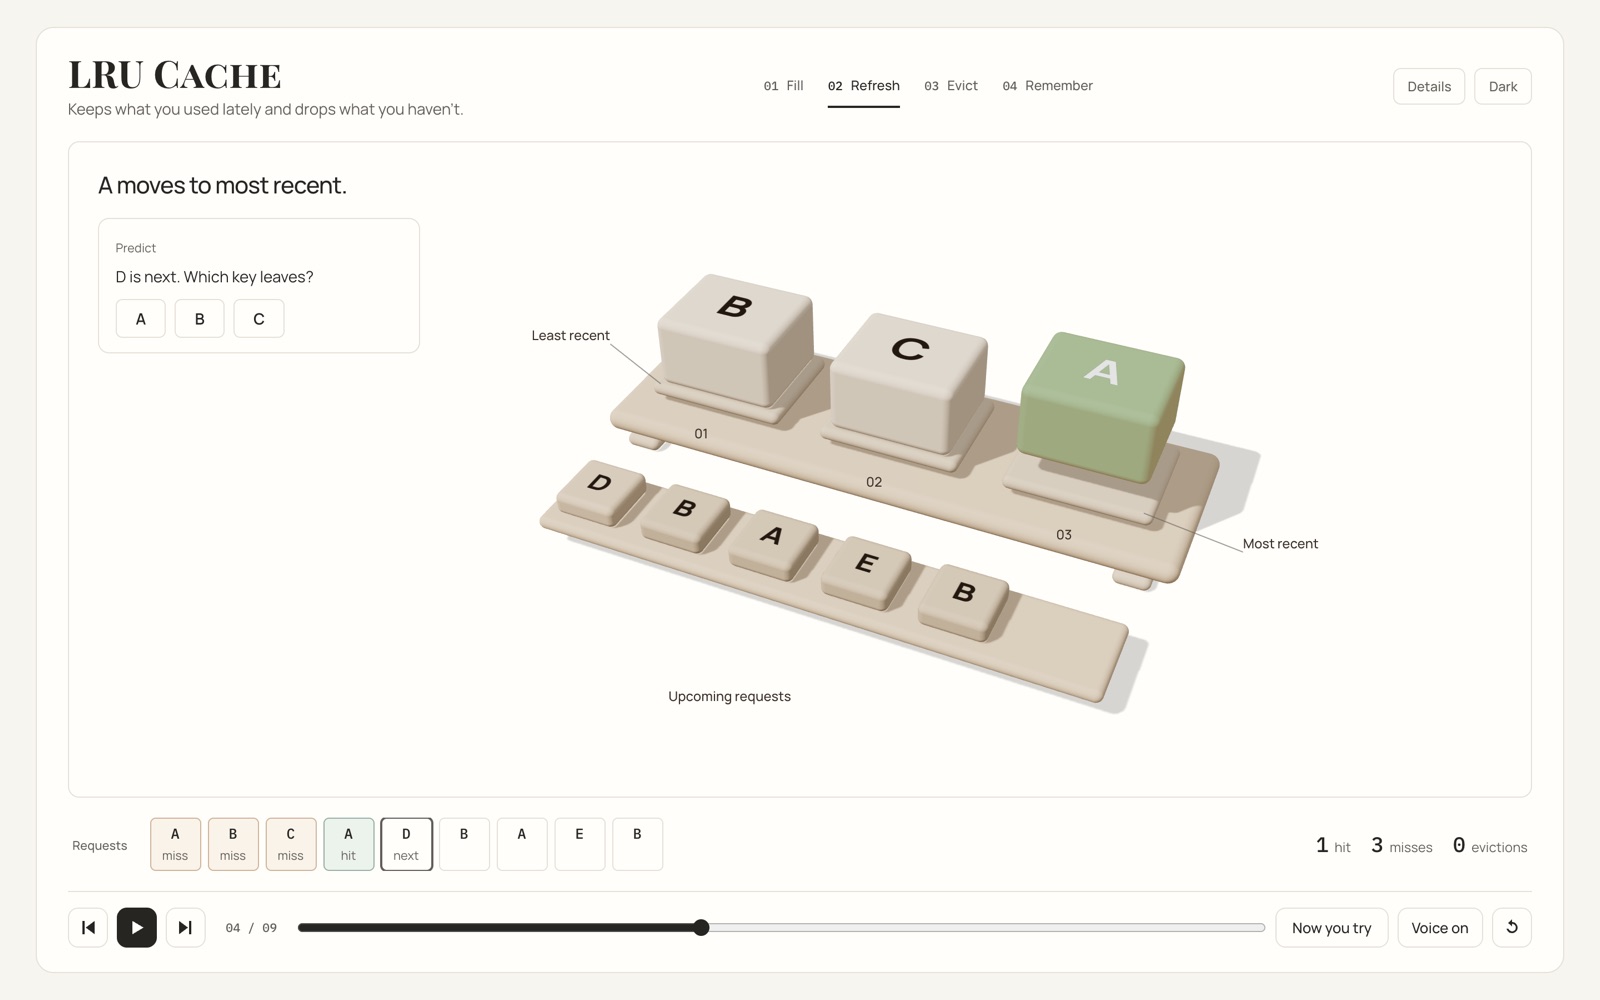 LRU CACHE
Keeps what you used lately and drops what you haven't.
01 Fill
02 Refresh
03 Evict
04 Remember
Details
Dark
A moves to most recent.
Predict
D is next. Which key leaves?
A B C
Least recent
B
C
A
01
02
03
Most recent
D
B
A
E
B
Upcoming requests
Requests
A miss
B miss
C miss
A hit
D next
B
A
E
B
1 hit
3 misses
0 evictions
04 / 09
Now you try
Voice on